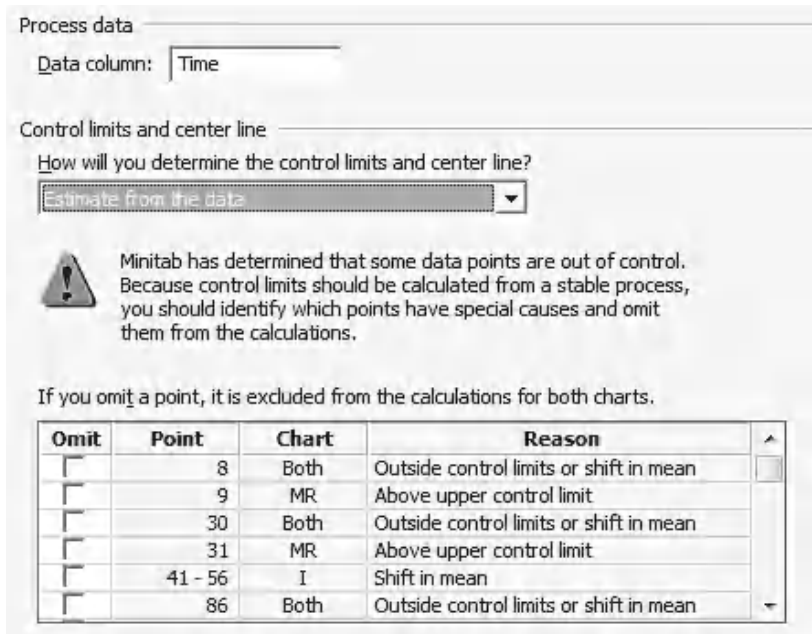 Process data
Data column: Time
Control limits and center line
How will you determine the control limits and center line?
Estimate from the data
Minitab has determined that some data points are out of control.
Because control limits should be calculated from a stable process,
you should identify which points have special causes and omit
them from the calculations.
If you omit a point, it is excluded from the calculations for both charts.
Omit Point Chart Reason
8 Both Outside control limits or shift in mean
9 MR Above upper control limit
30 Both Outside control limits or shift in mean
31 MR Above upper control limit
41 - 56 I Shift in mean
86 Both Outside control limits or shift in mean